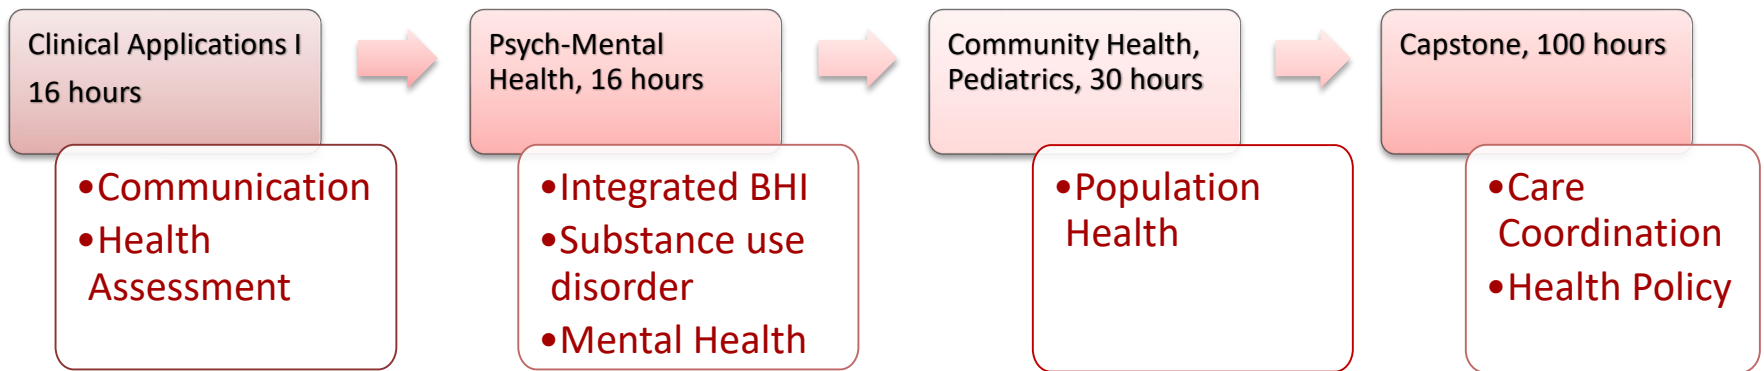 Clinical Applications I
16 hours
•Communication
•Health
Assessment
Psych-Mental
Health, 16 hours
•Integrated BHI
•Substance use
disorder
•Mental Health
Community Health,
Pediatrics, 30 hours
•Population
Health
Capstone, 100 hours
•Care
Coordination
•Health Policy